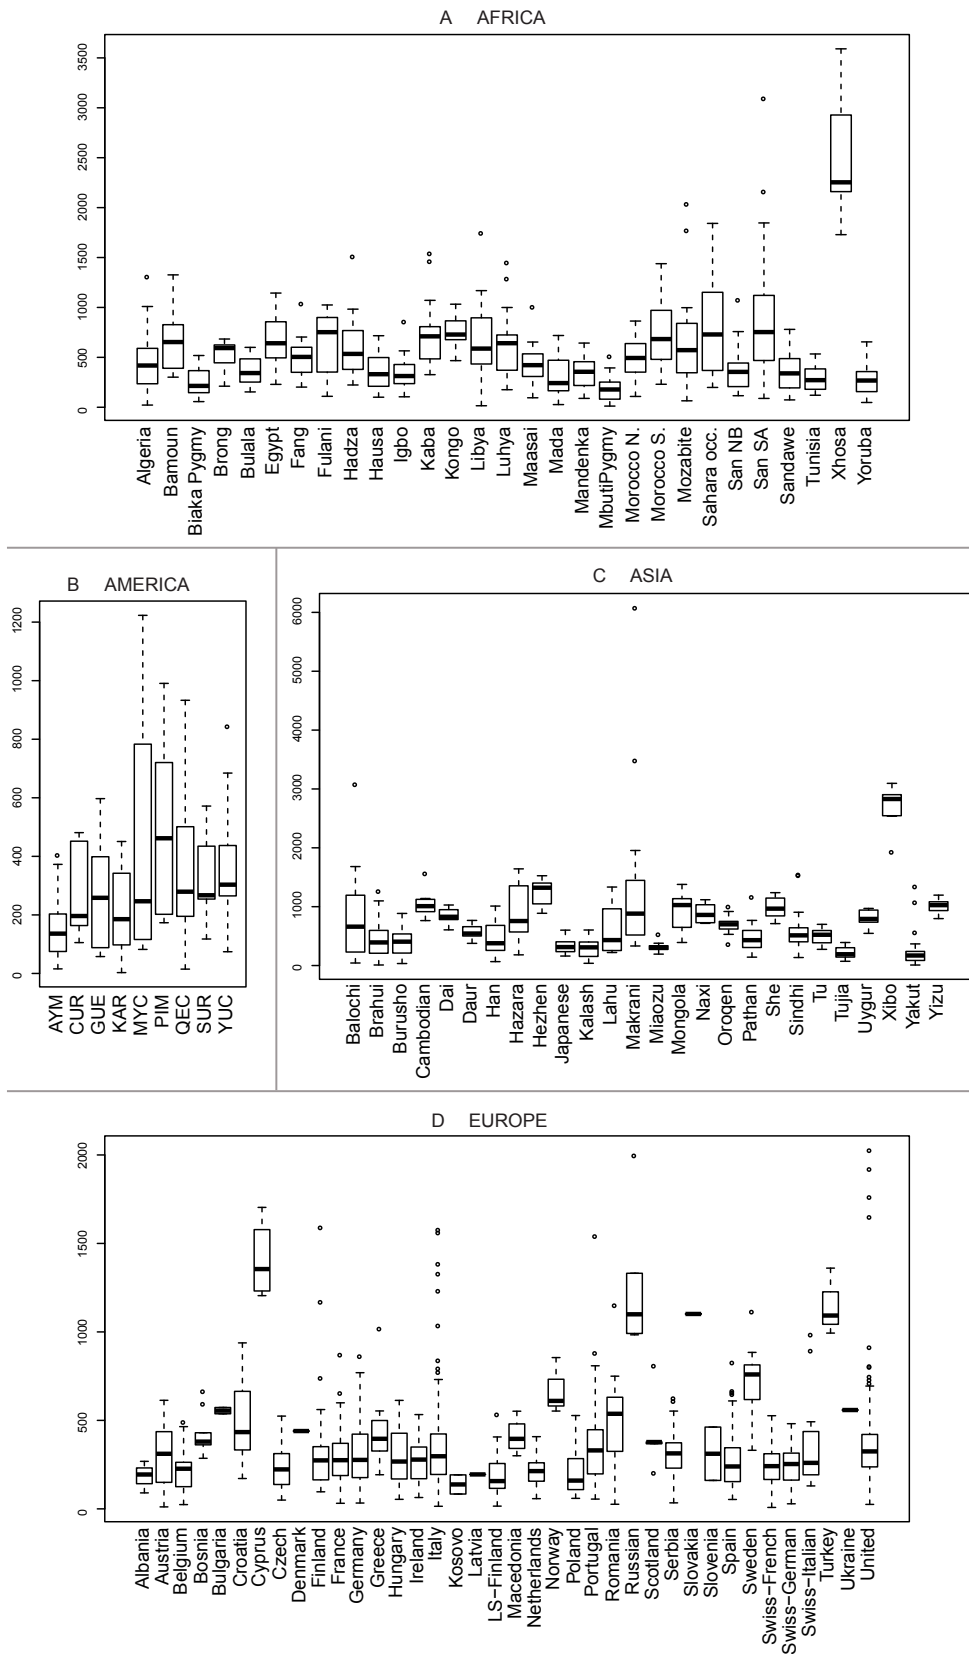 A AFRICA
3500
3000
2500
2000
1500
1000
500
0
Algeria
Bamoun
Biaka Pygmy
Brong
Bulala
Egypt
Fang
Fulani
Hadza
Hausa
Igbo
Kaba
Kongo
Libya
Luhya
Maasai
Mada
Mandenka
MbutiPygmy
Morocco N.
Morocco S.
Mozabite
Sahara occ.
San NB
San SA
Sandawe
Tunisia
Xhosa
Yoruba
B AMERICA
1200
1000
800
600
400
200
0
AYM
CUR
GUE
KAR
MYC
PIM
QEC
SUR
YUC
C ASIA
6000
5000
4000
3000
2000
1000
0
Balochi
Brahui
Burusho
Cambodian
Dai
Daur
Han
Hazara
Hezhen
Japanese
Kalash
Lahu
Makrani
Miaozu
Mongola
Naxi
Oroqen
Pathan
She
Sindhi
Tu
Tujia
Uygur
Xibo
Yakut
Yizu
D EUROPE
2000
1500
1000
500
0
Albania
Austria
Belgium
Bosnia
Bulgaria
Croatia
Cyprus
Czech
Denmark
Finland
France
Germany
Greece
Hungary
Ireland
Italy
Kosovo
Latvia
LS−Finland
Macedonia
Netherlands
Norway
Poland
Portugal
Romania
Russian
Scotland
Serbia
Slovakia
Slovenia
Spain
Sweden
Swiss−French
Swiss−German
Swiss−Italian
Turkey
Ukraine
United